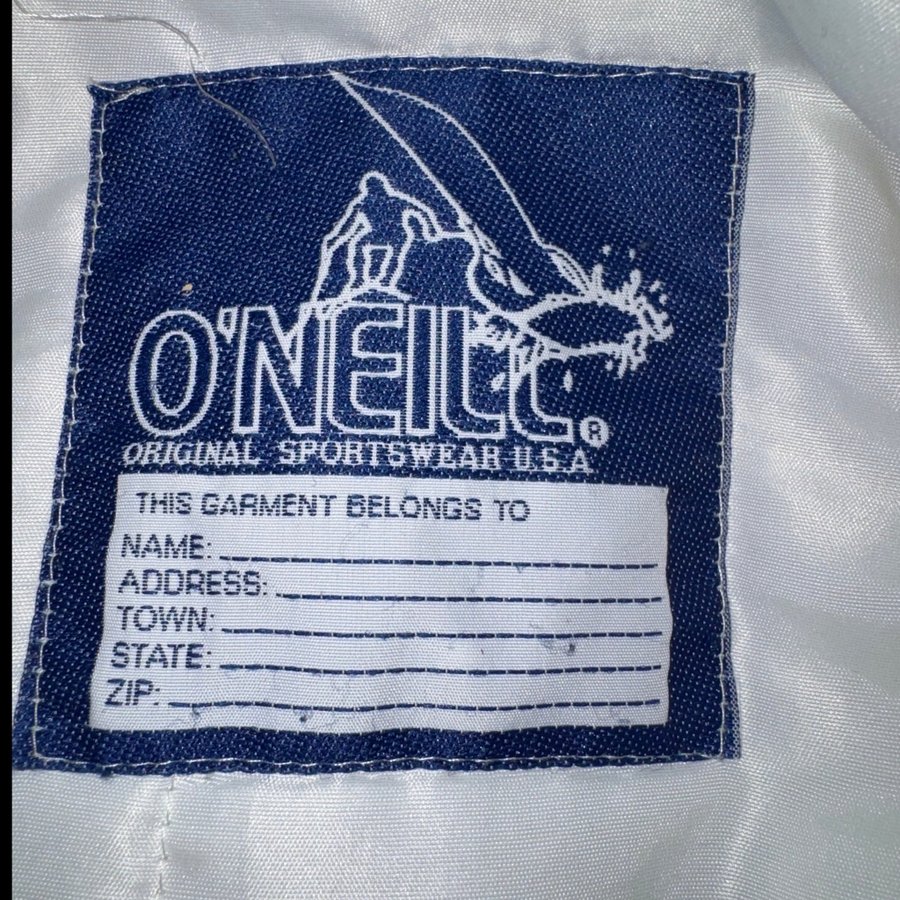 O'NEILL®
ORIGINAL SPORTSWEAR U.S.A
THIS GARMENT BELONGS TO
NAME:
ADDRESS:
TOWN:
STATE:
ZIP: